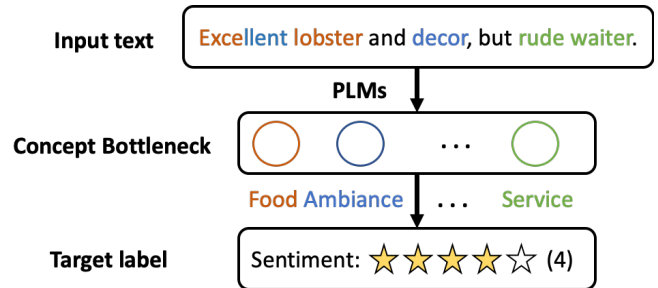 Input text
Excellent lobster and decor, but rude waiter.
PLMs
Concept Bottleneck
...
Food Ambiance ... Service
Target label
Sentiment: (4)